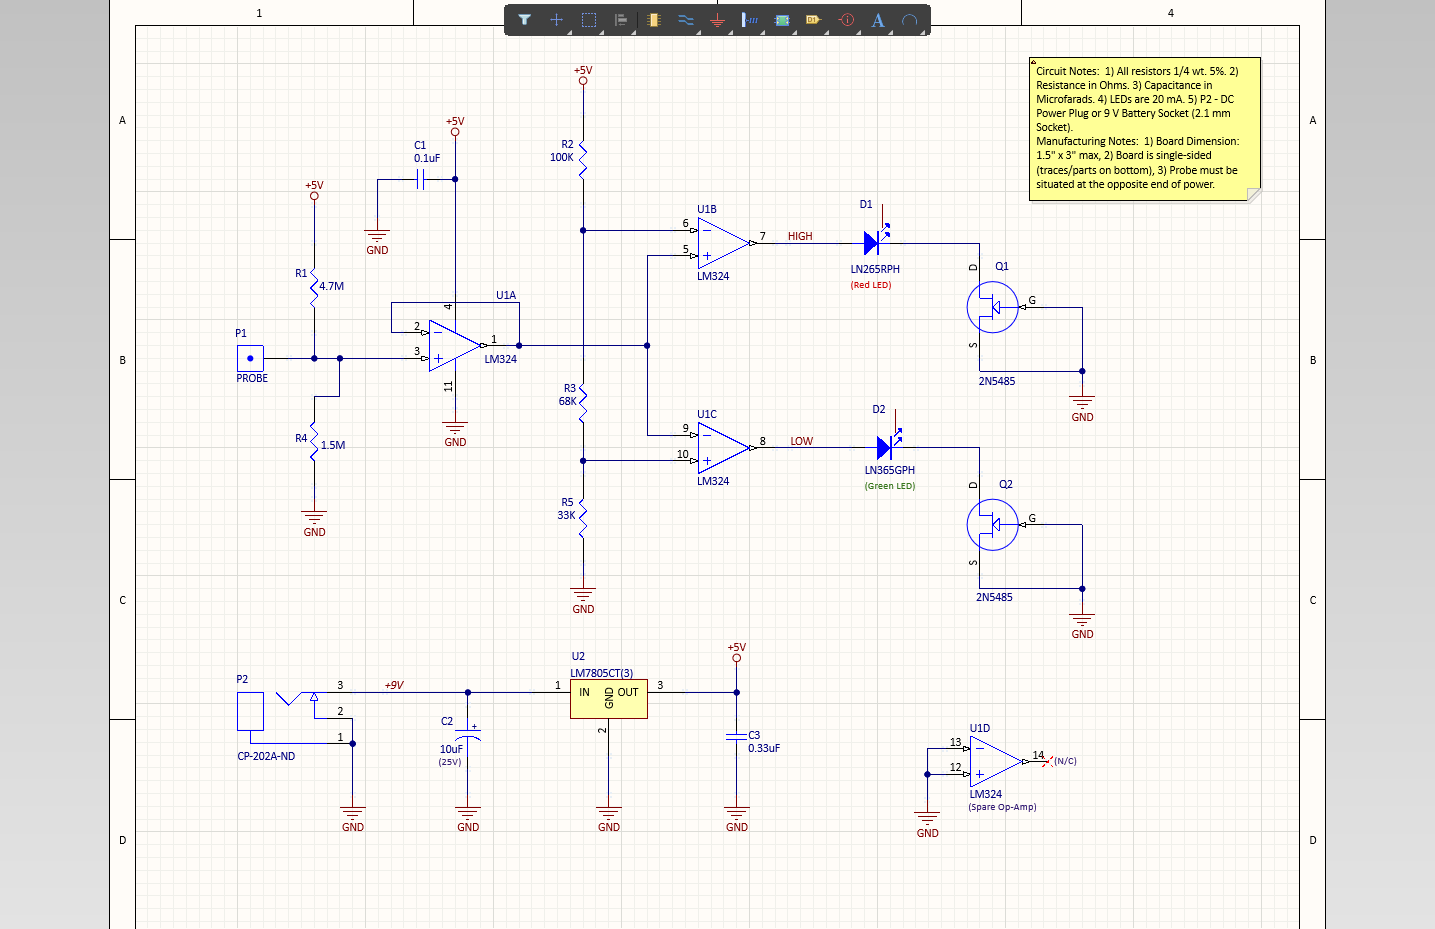 1
4
D1
A
A
A
B
B
C
C
D
D
Circuit Notes:  1) All resistors 1/4 wt. 5%. 2)
Resistance in Ohms. 3) Capacitance in
Microfarads. 4) LEDs are 20 mA. 5) P2 - DC
Power Plug or 9 V Battery Socket (2.1 mm
Socket).
Manufacturing Notes:  1) Board Dimension:
1.5" x 3" max, 2) Board is single-sided
(traces/parts on bottom), 3) Probe must be
situated at the opposite end of power.
+5V
R1
4.7M
P1
PROBE
R4
1.5M
GND
+5V
C1
0.1uF
GND
U1A
4
2
3
1
11
LM324
GND
+5V
R2
100K
R3
68K
R5
33K
GND
U1B
6
5
7
LM324
HIGH
D1
LN265RPH
(Red LED)
Q1
D
G
S
2N5485
GND
U1C
9
10
8
LM324
LOW
D2
LN365GPH
(Green LED)
Q2
D
G
S
2N5485
GND
P2
3
2
1
CP-202A-ND
GND
+9V
C2
10uF
(25V)
GND
U2
LM7805CT(3)
1
IN
GND
OUT
3
2
GND
+5V
C3
0.33uF
GND
U1D
13
12
14
(N/C)
LM324
(Spare Op-Amp)
GND